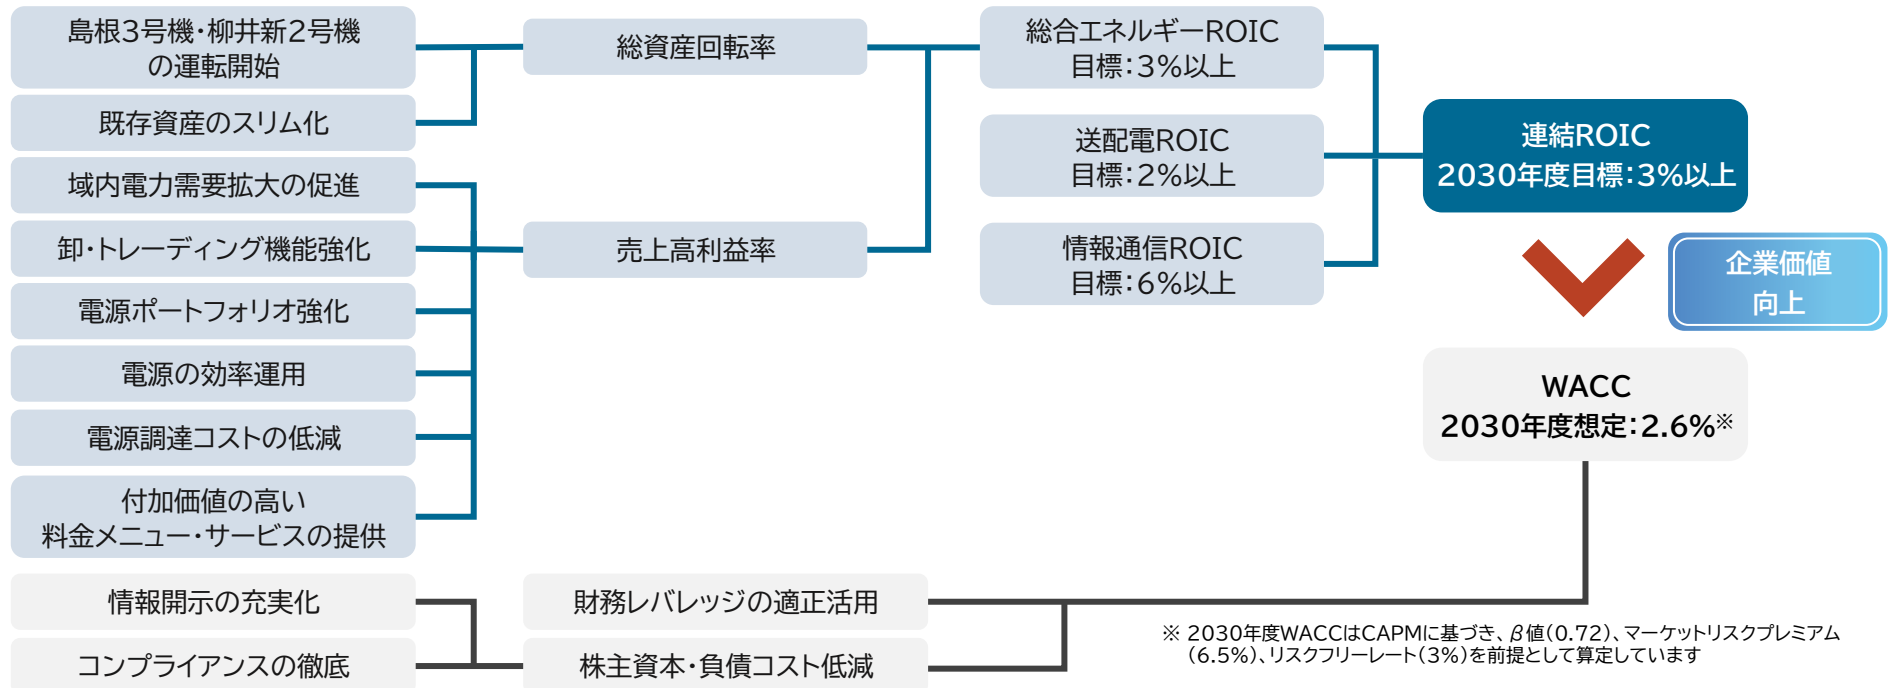 島根3号機・柳井新2号機
の運転開始
既存資産のスリム化
域内電力需要拡大の促進
卸・トレーディング機能強化
電源ポートフォリオ強化
電源の効率運用
電源調達コストの低減
付加価値の高い
料金メニュー・サービスの提供
情報開示の充実化
コンプライアンスの徹底
総資産回転率
売上高利益率
財務レバレッジの適正活用
株主資本・負債コスト低減
総合エネルギーROIC
目標：3%以上
送配電ROIC
目標：2%以上
情報通信ROIC
目標：6%以上
連結ROIC
2030年度目標：3%以上
企業価値
向上
WACC
2030年度想定：2.6%※
※ 2030年度WACCはCAPMに基づき、β値（0.72）、マーケットリスクプレミアム
（6.5%）、リスクフリーレート（3%）を前提として算定しています